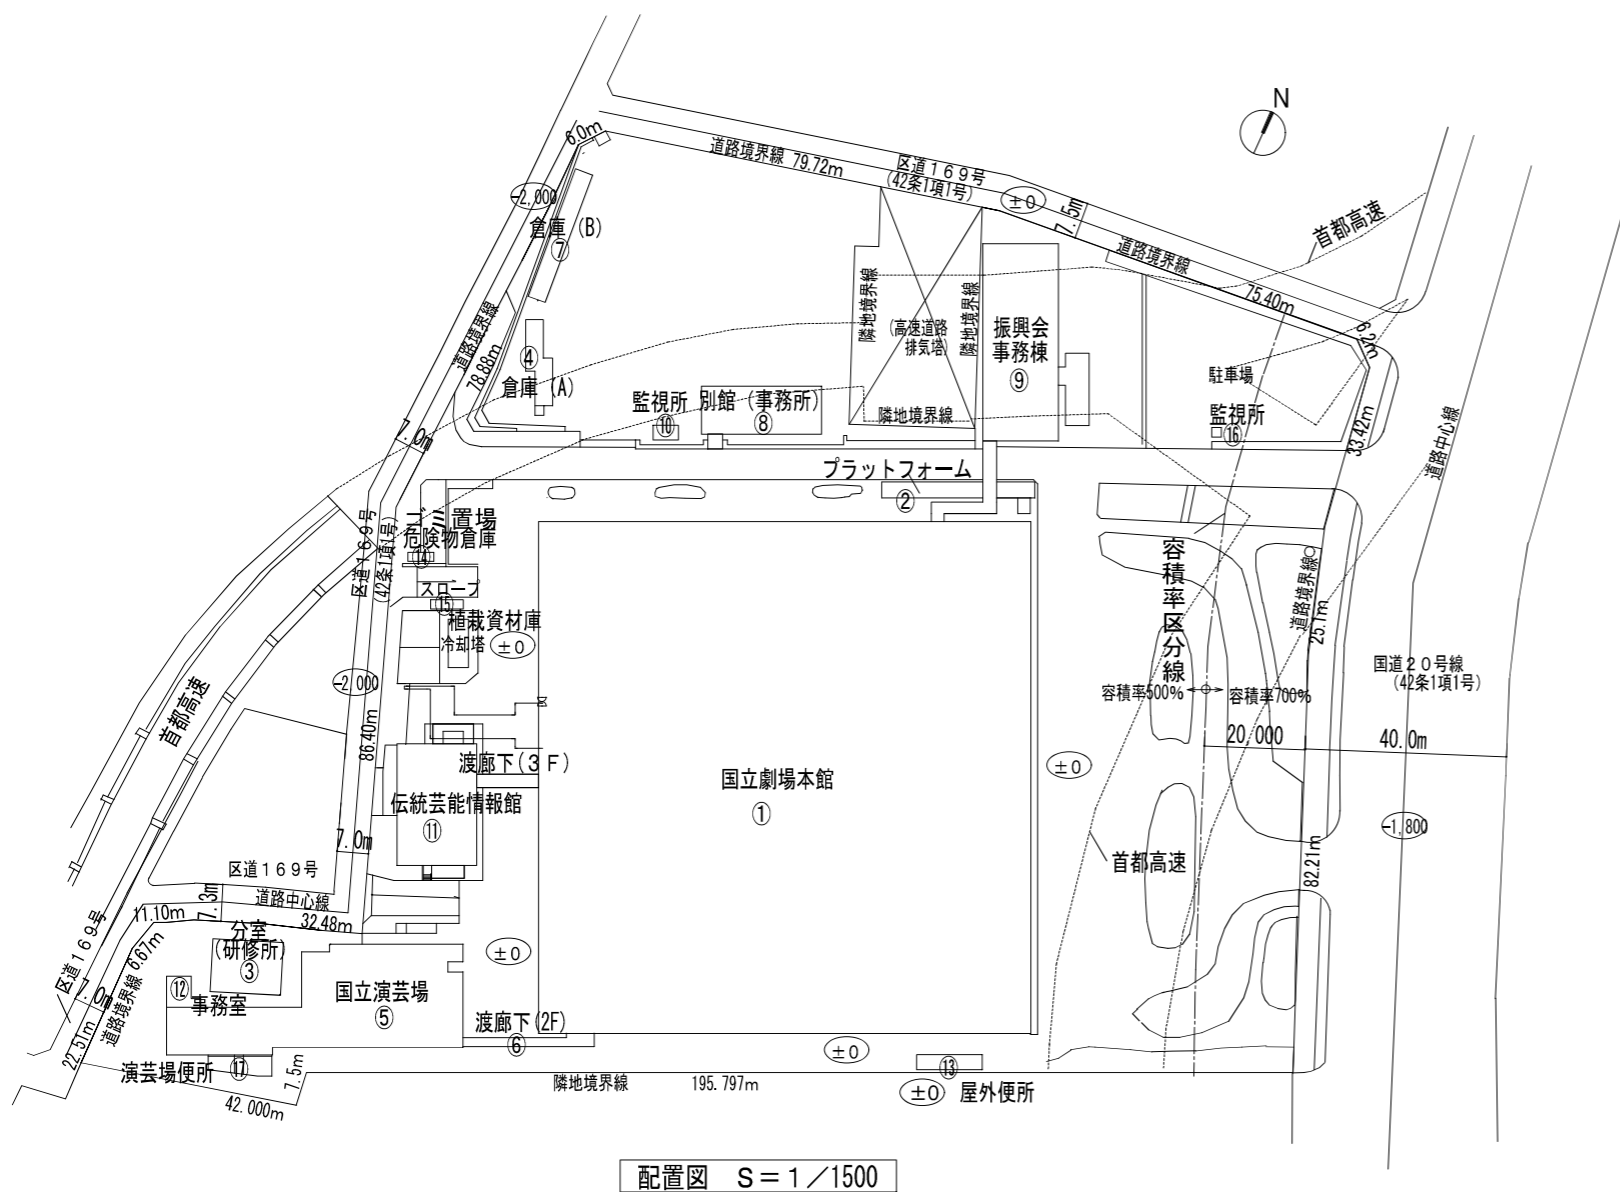 N
6.0m
道路境界線 79.72m
区道１６９号
(42条1項1号)
±0
7.5m
首都高速
-2,000
倉庫 (B)
⑦
道路境界線
75.40m
道路境界線
78.88m
隣地境界線
(高速道路
排気塔)
隣地境界線
振興会
事務棟
⑨
6.2m
④
倉庫 (A)
駐車場
監視所
⑩
別館 (事務所)
⑧
隣地境界線
監視所
⑯
33.42m
道路中心線
7.0m
プラットフォーム
②
区道１６９号
(42条1項1号)
ゴミ置場
危険物倉庫
⑭
スロープ
⑮
植栽資材庫
冷却塔
±0
容積率区分線
道路境界線
25.1m
国道２０号線
(42条1項1号)
容積率500%
容積率700%
20,000
40.0m
首都高速
-2,000
86.40m
渡廊下(３Ｆ)
伝統芸能情報館
⑪
国立劇場本館
①
±0
-1,800
首都高速
82.21m
7.0m
区道１６９号
道路中心線
7.3m
11.10m
32.48m
分室
(研修所)
③
区道１６９号
7.0m
道路境界線 6.67m
22.51m
⑫
事務室
国立演芸場
⑤
±0
渡廊下(2F)
⑥
演芸場便所
⑰
7.5m
42.000m
隣地境界線
195.797m
±0
⑬
±0
屋外便所
配置図　Ｓ＝１／1500